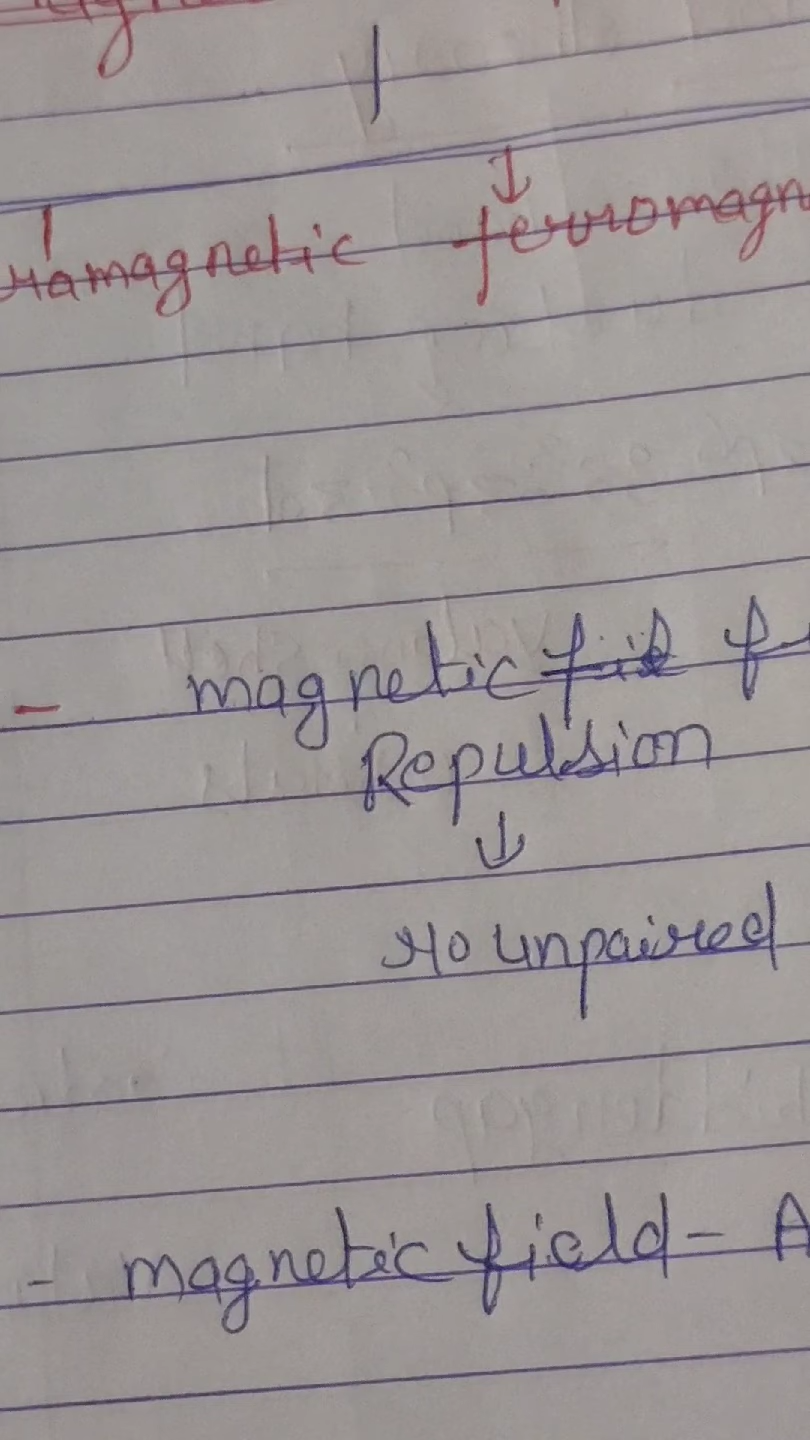 ramagnetic ferromagn
- magnetic f
Repulsion
↓
No unpaired
- magnetic field - A